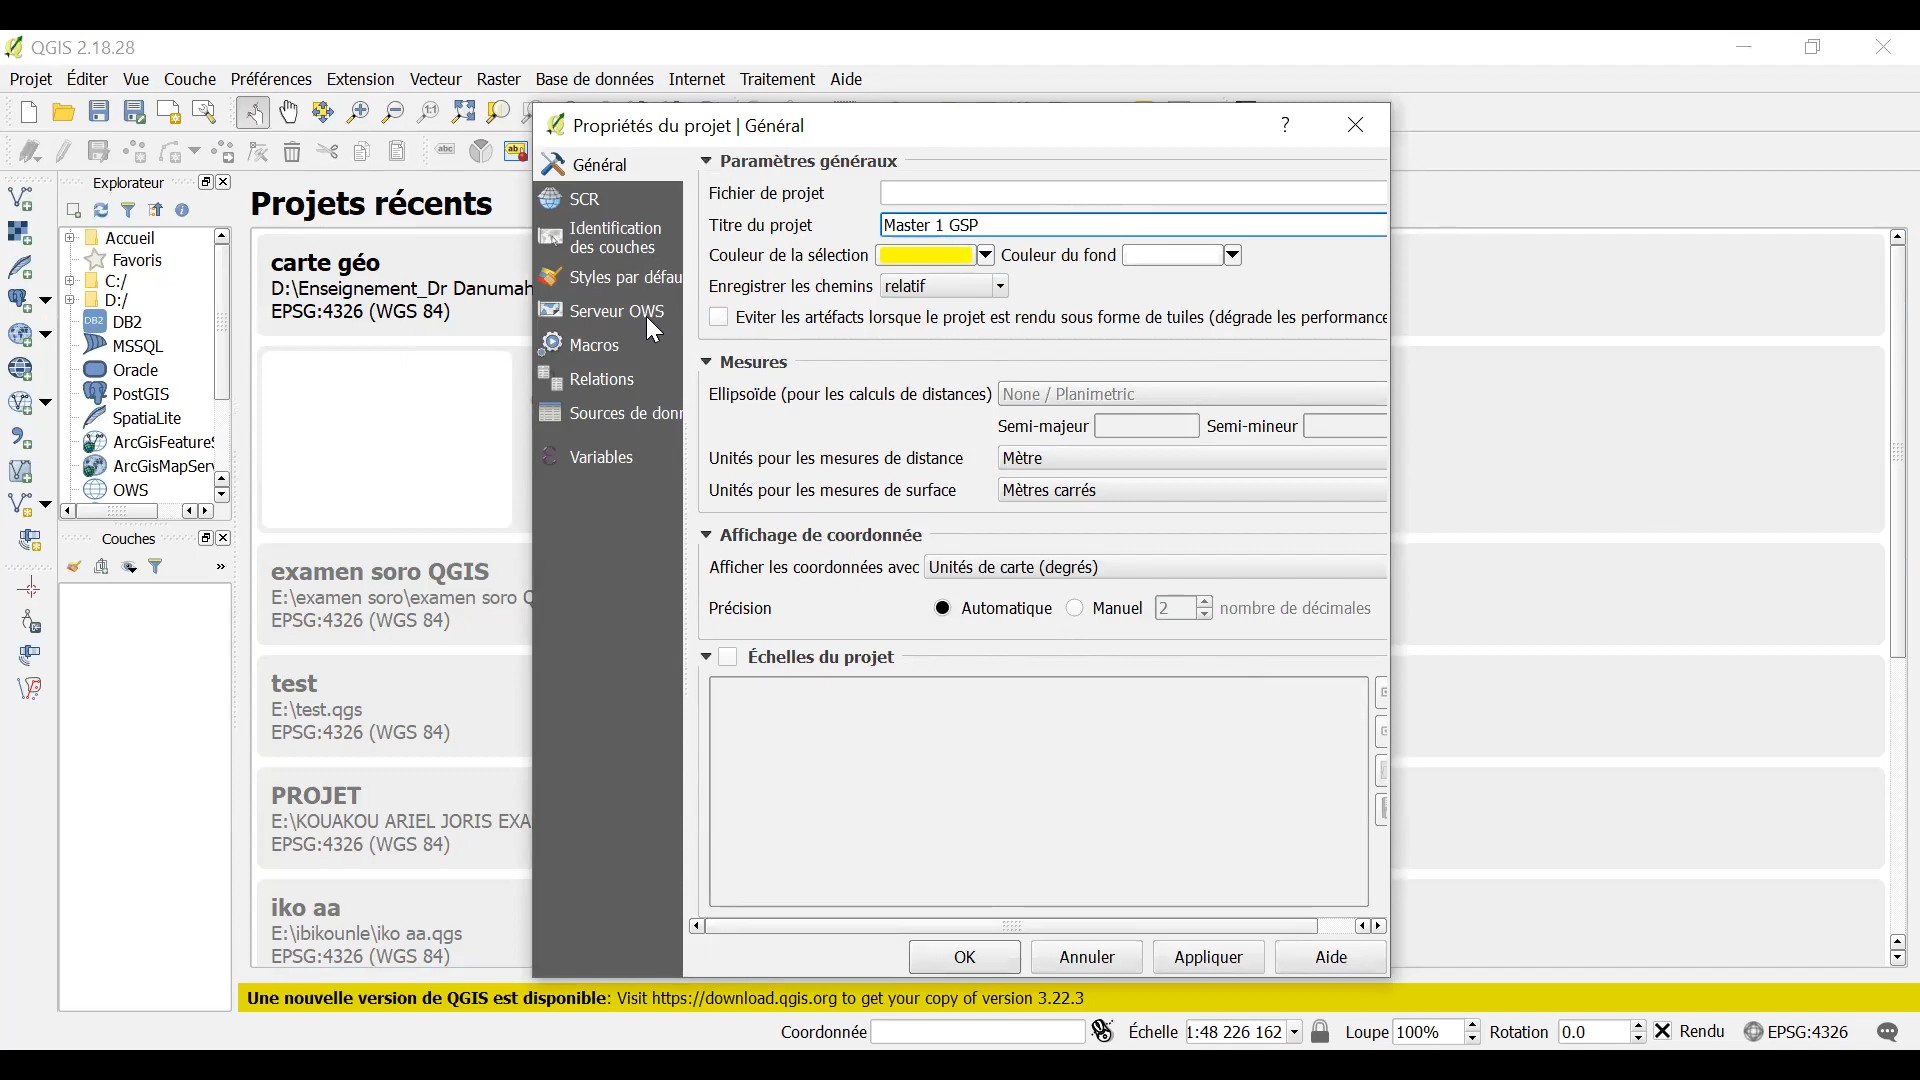 QGIS 2.18.28
Projet Éditer Vue Couche Préférences Extension Vecteur Raster Base de données Internet Traitement Aide
Propriétés du projet | Général
?
Explorateur
Accueil
Favoris
C:/
D:/
DB2
MSSQL
Oracle
PostGIS
SpatiaLite
ArcGisFeature
ArcGisMapSer
OWS
Couches
»
Projets récents
carte géo
D:\Enseignement_Dr Danumah
EPSG:4326 (WGS 84)
examen soro QGIS
E:\examen soro\examen soro Q
EPSG:4326 (WGS 84)
test
E:\test.qgs
EPSG:4326 (WGS 84)
PROJET
E:\KOUAKOU ARIEL JORIS EXA
EPSG:4326 (WGS 84)
iko aa
E:\ibikounle\iko aa.qgs
EPSG:4326 (WGS 84)
Général
SCR
Identification
des couches
Styles par défau
Serveur OWS
Macros
Relations
Sources de donn
Variables
Paramètres généraux
Fichier de projet
Titre du projet Master 1 GSP
Couleur de la sélection Couleur du fond
Enregistrer les chemins relatif
Eviter les artéfacts lorsque le projet est rendu sous forme de tuiles (dégrade les performance
Mesures
Ellipsoïde (pour les calculs de distances) None / Planimetric
Semi-majeur Semi-mineur
Unités pour les mesures de distance Mètre
Unités pour les mesures de surface Mètres carrés
Affichage de coordonnée
Afficher les coordonnées avec Unités de carte (degrés)
Précision Automatique Manuel 2 nombre de décimales
Échelles du projet
OK Annuler Appliquer Aide
Une nouvelle version de QGIS est disponible: Visit https://download.qgis.org to get your copy of version 3.22.3
Coordonnée Échelle 1:48 226 162 Loupe 100% Rotation 0.0 Rendu EPSG:4326